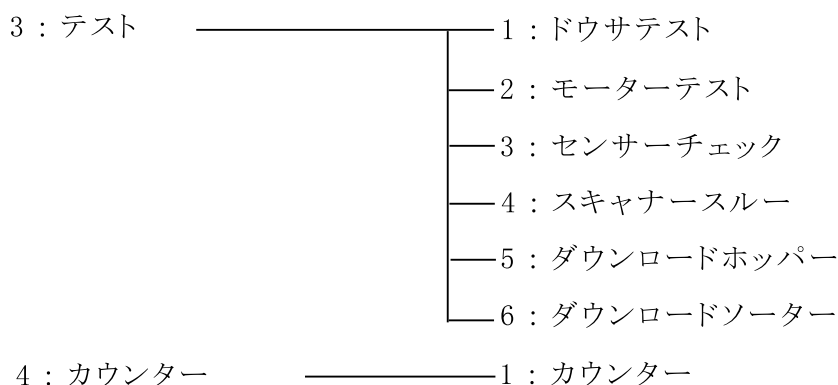 3：テスト 1：ドウサテスト
2：モーターテスト
3：センサーチェック
4：スキャナースルー
5：ダウンロードホッパー
6：ダウンロードソーター
4：カウンター 1：カウンター